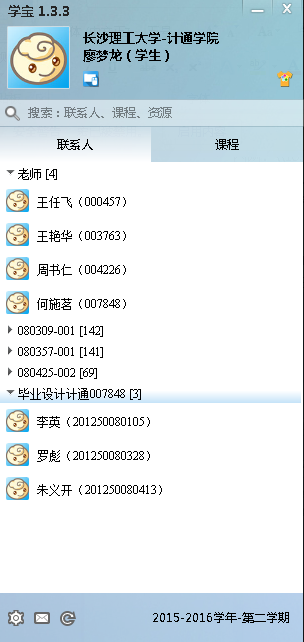 学宝 1.3.3
长沙理工大学-计通学院
廖梦龙（学生）
搜索：联系人、课程、资源
联系人 课程
老师 [4]
王任飞（000457）
王艳华（003763）
周书仁（004226）
何施茗（007848）
080309-001 [142]
080357-001 [141]
080425-002 [69]
毕业设计计通007848 [3]
李英（201250080105）
罗彪（201250080328）
朱义开（201250080413）
2015-2016学年-第二学期